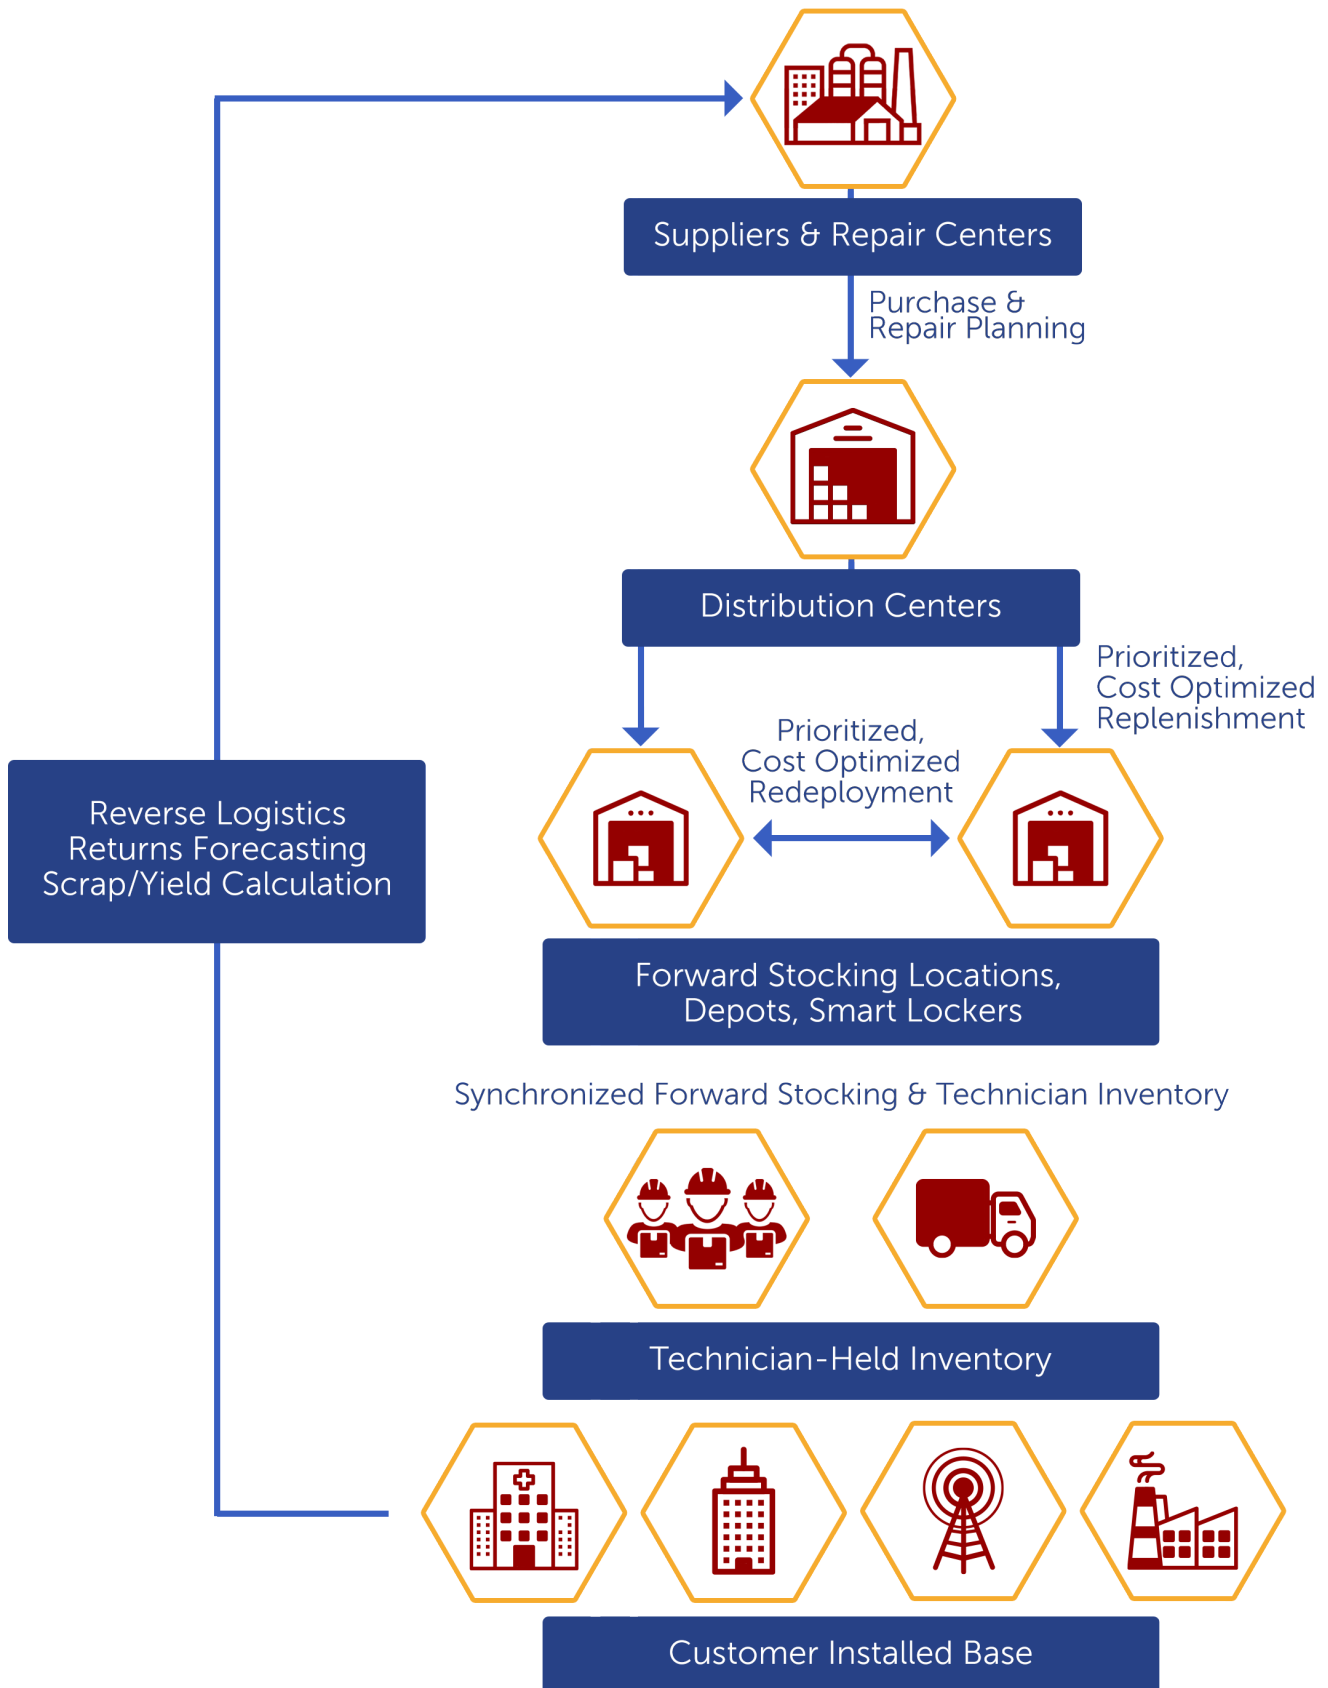 Suppliers & Repair Centers
Purchase &
Repair Planning
Distribution Centers
Prioritized,
Cost Optimized
Replenishment
Prioritized,
Cost Optimized
Redeployment
Reverse Logistics
Returns Forecasting
Scrap/Yield Calculation
Forward Stocking Locations,
Depots, Smart Lockers
Synchronized Forward Stocking & Technician Inventory
Technician-Held Inventory
Customer Installed Base